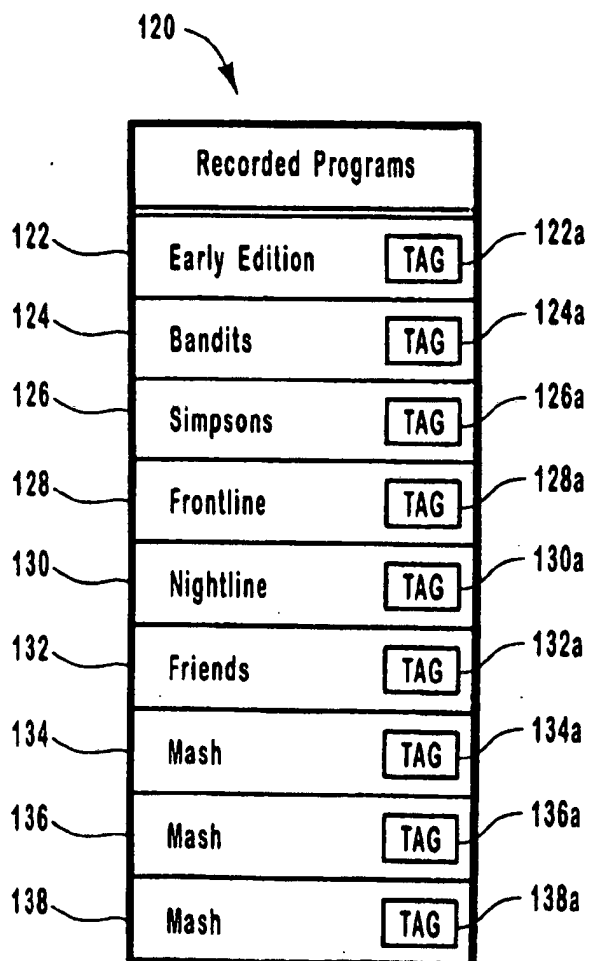 120
Recorded Programs
122 Early Edition TAG 122a
124 Bandits TAG 124a
126 Simpsons TAG 126a
128 Frontline TAG 128a
130 Nightline TAG 130a
132 Friends TAG 132a
134 Mash TAG 134a
136 Mash TAG 136a
138 Mash TAG 138a